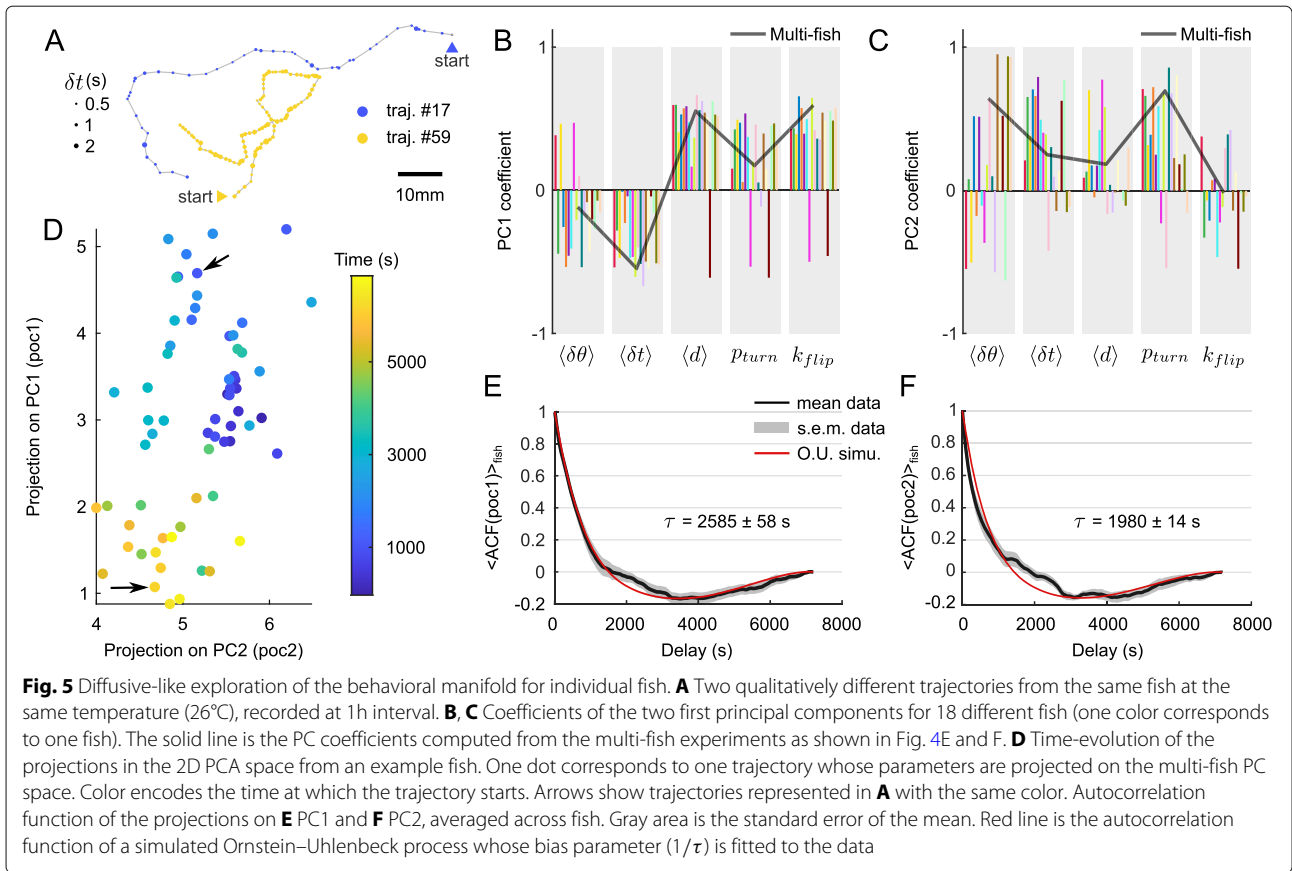 A
start
δt(s)
0.5
1
2
traj. #17
traj. #59
start
10mm
B
Multi-fish
1
PC1 coefficient
0
-1
⟨δθ⟩ ⟨δt⟩ ⟨d⟩ pturn kflip
C
Multi-fish
1
PC2 coefficient
0
-1
⟨δθ⟩ ⟨δt⟩ ⟨d⟩ pturn kflip
D
Time (s)
5
4
3
2
1
Projection on PC1 (poc1)
5000
3000
1000
4 5 6
Projection on PC2 (poc2)
E
mean data
s.e.m. data
O.U. simu.
1
0.8
0.6
0.4
0.2
0
-0.2
<ACF(poc1)>fish
τ = 2585 ± 58 s
0 2000 4000 6000 8000
Delay (s)
F
1
0.8
0.6
0.4
0.2
0
-0.2
<ACF(poc2)>fish
τ = 1980 ± 14 s
0 2000 4000 6000 8000
Delay (s)
Fig. 5 Diffusive-like exploration of the behavioral manifold for individual fish. A Two qualitatively different trajectories from the same fish at the
same temperature (26°C), recorded at 1h interval. B, C Coefficients of the two first principal components for 18 different fish (one color corresponds
to one fish). The solid line is the PC coefficients computed from the multi-fish experiments as shown in Fig. 4E and F. D Time-evolution of the
projections in the 2D PCA space from an example fish. One dot corresponds to one trajectory whose parameters are projected on the multi-fish PC
space. Color encodes the time at which the trajectory starts. Arrows show trajectories represented in A with the same color. Autocorrelation
function of the projections on E PC1 and F PC2, averaged across fish. Gray area is the standard error of the mean. Red line is the autocorrelation
function of a simulated Ornstein–Uhlenbeck process whose bias parameter (1/τ) is fitted to the data